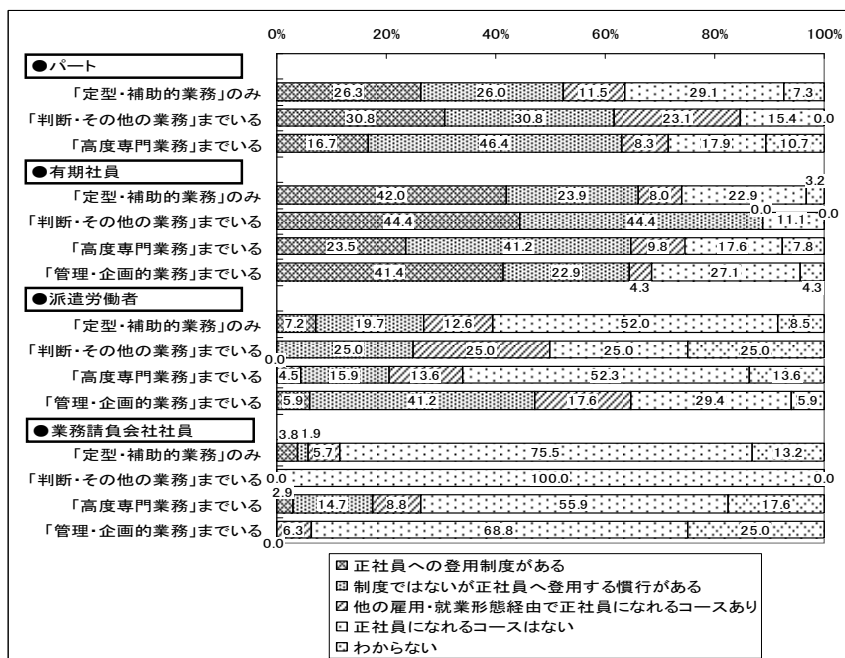 0% 20% 40% 60% 80% 100%
●パート
「定型・補助的業務」のみ 26.3 26.0 11.5 29.1 7.3
「判断・その他の業務」までいる 30.8 30.8 23.1 15.4 0.0
「高度専門業務」までいる 16.7 46.4 8.3 17.9 10.7
●有期社員
「定型・補助的業務」のみ 42.0 23.9 8.0 22.9 3.2
「判断・その他の業務」までいる 44.4 44.4 0.0 11.1 0.0
「高度専門業務」までいる 23.5 41.2 9.8 17.6 7.8
「管理・企画的業務」までいる 41.4 22.9 4.3 27.1 4.3
●派遣労働者
「定型・補助的業務」のみ 7.2 19.7 12.6 52.0 8.5
「判断・その他の業務」までいる 0.0 25.0 25.0 25.0 25.0
「高度専門業務」までいる 4.5 15.9 13.6 52.3 13.6
「管理・企画的業務」までいる 5.9 41.2 17.6 29.4 5.9
●業務請負会社社員
「定型・補助的業務」のみ 3.8 1.9 5.7 75.5 13.2
「判断・その他の業務」までいる 0.0 100.0 0.0
「高度専門業務」までいる 2.9 14.7 8.8 55.9 17.6
「管理・企画的業務」までいる 0.0 6.3 68.8 25.0
正社員への登用制度がある
制度ではないが正社員へ登用する慣行がある
他の雇用・就業形態経由で正社員になれるコースあり
正社員になれるコースはない
わからない